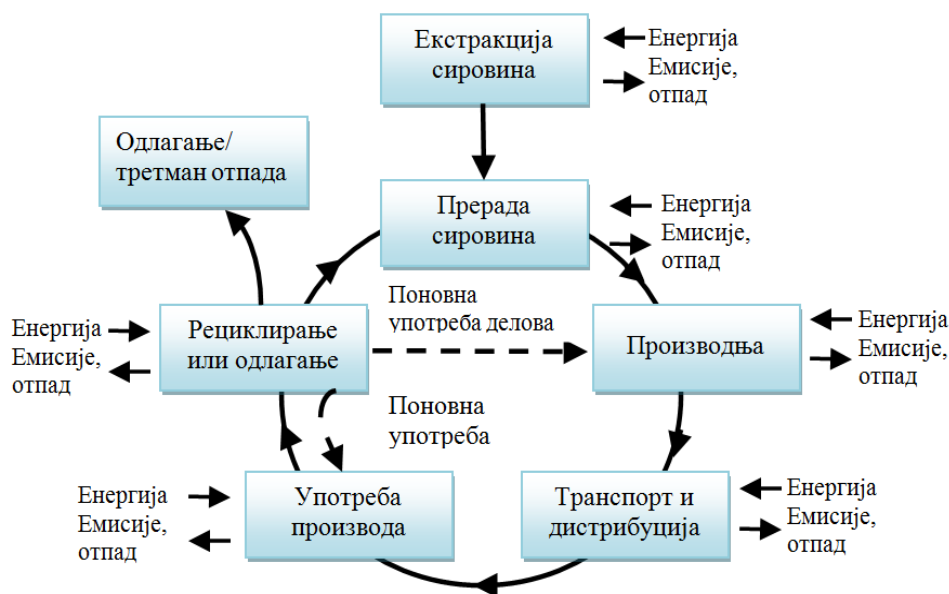 Екстракција
сировина
Енергија
Емисије,
отпад
Одлагање/
третман отпада
Прерада
сировина
Енергија
Емисије,
отпад
Енергија
Емисије,
отпад
Рециклирање
или одлагање
Поновна
употреба делова
Производња
Енергија
Емисије,
отпад
Поновна
употреба
Енергија
Емисије,
отпад
Употреба
производа
Транспорт и
дистрибуција
Енергија
Емисије,
отпад